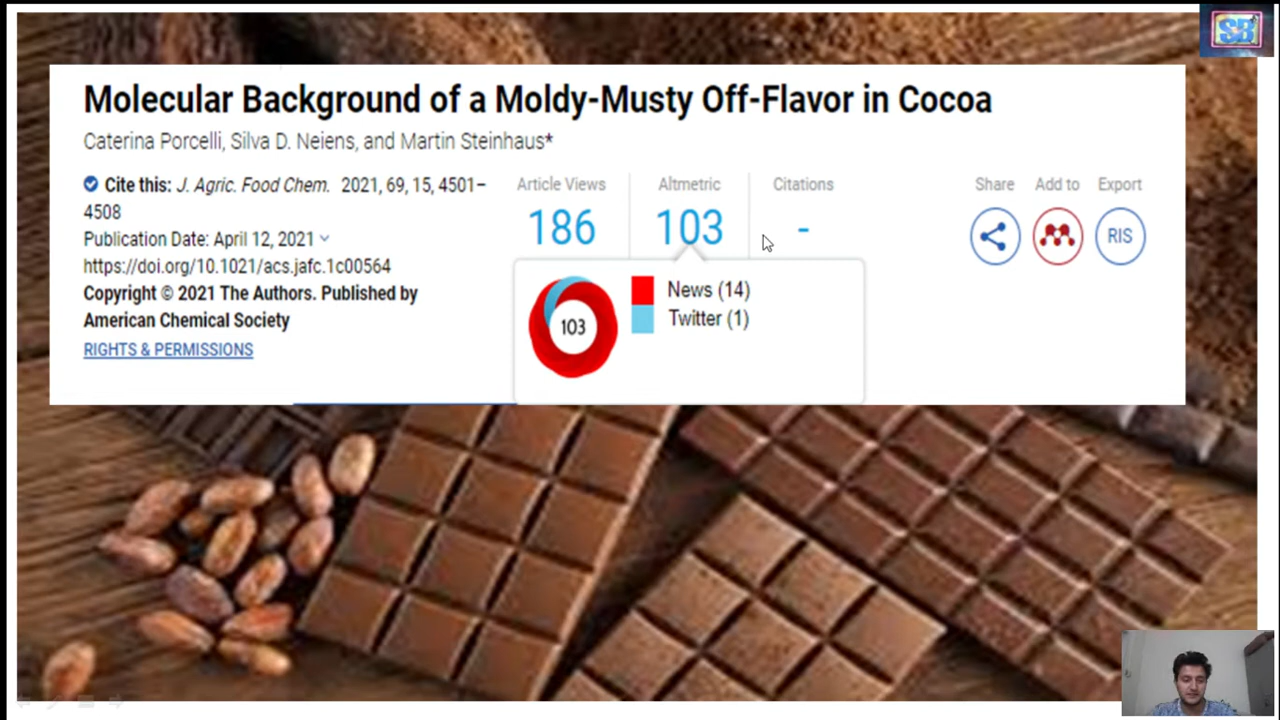 SB
Molecular Background of a Moldy-Musty Off-Flavor in Cocoa
Caterina Porcelli, Silva D. Neiens, and Martin Steinhaus*
Cite this: J. Agric. Food Chem. 2021, 69, 15, 4501–
4508
Publication Date: April 12, 2021
https://doi.org/10.1021/acs.jafc.1c00564
Copyright © 2021 The Authors. Published by
American Chemical Society
RIGHTS & PERMISSIONS
Article Views
186
Altmetric
103
Citations
-
103
News (14)
Twitter (1)
Share
Add to
Export
RIS